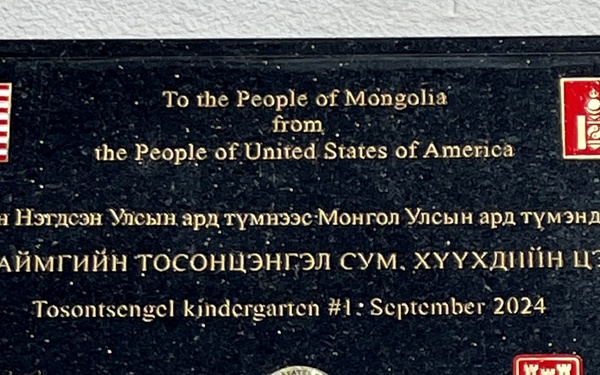 To the People of Mongolia
from
the People of United States of America
н Нэгдсэн Улсын ард түмнээс Монгол Улсын ард түмэнд
АЙМГИЙН ТОСОНЦЭНГЭЛ СУМ. ХҮҮХДИЙН ЦЭ
Tosontsengel kindergarten #1. September 2024